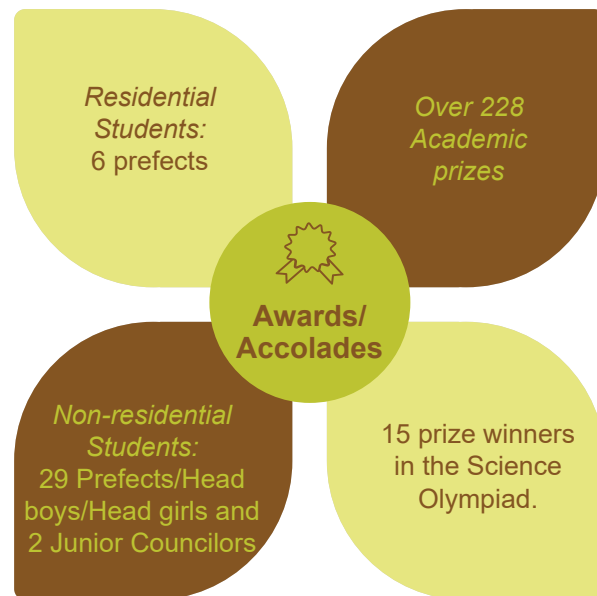 Residential
Students:
6 prefects
Over 228
Academic
prizes
Awards/
Accolades
Non-residential
Students:
29 Prefects/Head
boys/Head girls and
2 Junior Councilors
15 prize winners
in the Science
Olympiad.